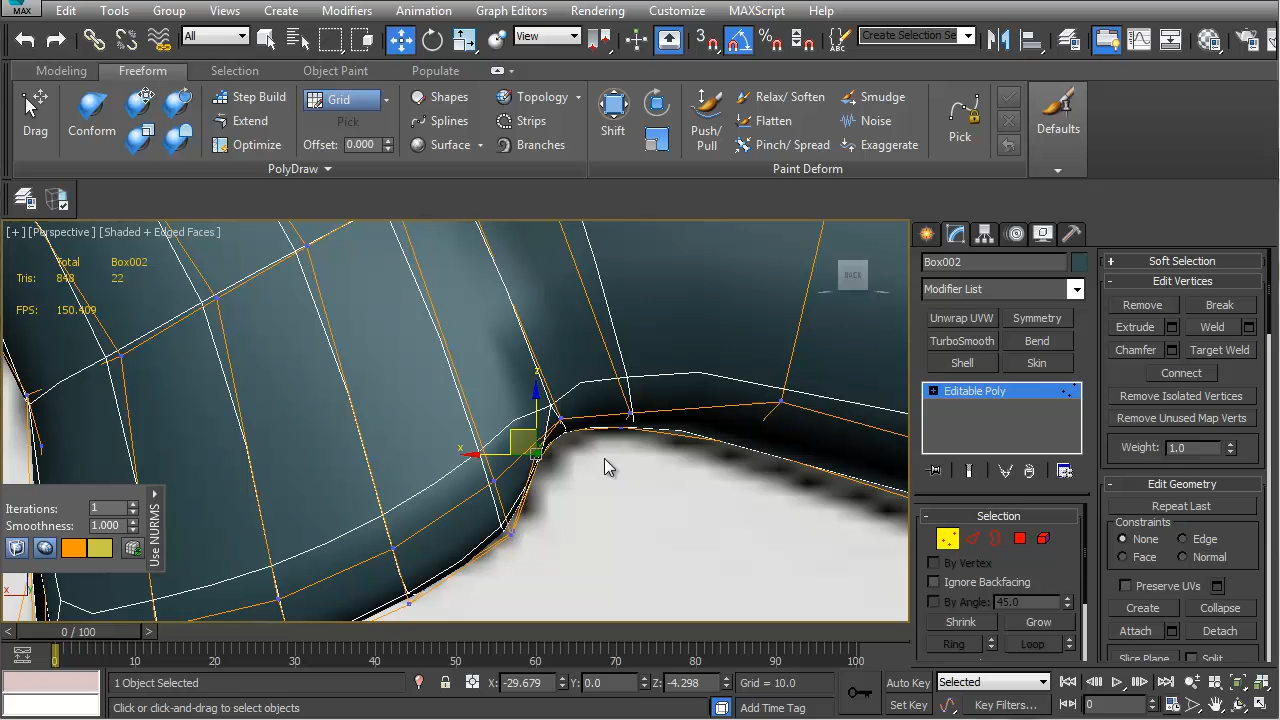 MAX Edit Tools Group Views Create Modifiers Animation Graph Editors Rendering Customize MAXScript Help
All View 3 ABC Create Selection Se
Modeling Freeform Selection Object Paint Populate
Drag Conform Step Build Extend Optimize
Grid Pick Offset: 0.000
Shapes Splines Surface
Topology Strips Branches
Shift Push/ Pull
Relax/ Soften Flatten Pinch/ Spread
Smudge Noise Exaggerate
Pick Defaults
PolyDraw Paint Deform
[+] [Perspective] [Shaded + Edged Faces]
Total Box002
Tris: 848 22
FPS: 150.409
BACK
z
x
Iterations: 1
Smoothness: 1.000
Use NURMS
x y
Box002
Modifier List
Unwrap UVW Symmetry
TurboSmooth Bend
Shell Skin
Editable Poly
- Selection
By Vertex
Ignore Backfacing
By Angle: 45.0
Shrink Grow
Ring Loop
+ Soft Selection
- Edit Vertices
Remove Break
Extrude Weld
Chamfer Target Weld
Connect
Remove Isolated Vertices
Remove Unused Map Verts
Weight: 1.0
- Edit Geometry
Repeat Last
Constraints
None Edge
Face Normal
Preserve UVs
Create Collapse
Attach Detach
Slice Plane Split
< 0 / 100 >
0 10 20 30 40 50 60 70 80 90 100
1 Object Selected X: -29.679 Y: 0.0 Z: -4.298 Grid = 10.0 Auto Key Selected
Click or click-and-drag to select objects Add Time Tag Set Key Key Filters... 0